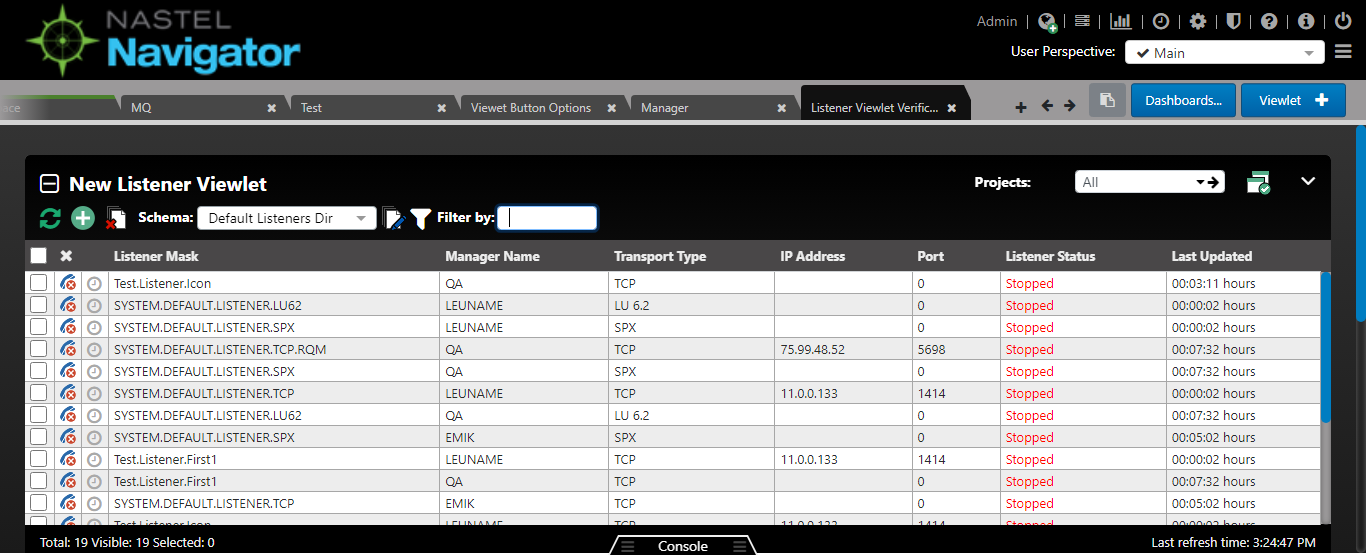 NASTEL
Navigator
Admin
User Perspective: Main
MQ Test Viewet Button Options Manager Listener Viewlet Verific... Dashboards... Viewlet
New Listener Viewlet Projects: All
Schema: Default Listeners Dir Filter by:
Listener Mask Manager Name Transport Type IP Address Port Listener Status Last Updated
Test.Listener.Icon QA TCP 0 Stopped 00:03:11 hours
SYSTEM.DEFAULT.LISTENER.LU62 LEUNAME LU 6.2 0 Stopped 00:00:02 hours
SYSTEM.DEFAULT.LISTENER.SPX LEUNAME SPX 0 Stopped 00:00:02 hours
SYSTEM.DEFAULT.LISTENER.TCP.RQM QA TCP 75.99.48.52 5698 Stopped 00:07:32 hours
SYSTEM.DEFAULT.LISTENER.SPX QA SPX 0 Stopped 00:07:32 hours
SYSTEM.DEFAULT.LISTENER.TCP LEUNAME TCP 11.0.0.133 1414 Stopped 00:00:02 hours
SYSTEM.DEFAULT.LISTENER.LU62 QA LU 6.2 0 Stopped 00:07:32 hours
SYSTEM.DEFAULT.LISTENER.SPX EMIK SPX 0 Stopped 00:05:02 hours
Test.Listener.First1 LEUNAME TCP 11.0.0.133 1414 Stopped 00:00:02 hours
Test.Listener.First1 QA TCP 0 Stopped 00:07:32 hours
SYSTEM.DEFAULT.LISTENER.TCP EMIK TCP 0 Stopped 00:05:02 hours
Test.Listener.Icon LEUNAME TCP 11.0.0.133 1414 Stopped 00:00:02 hours
Total: 19 Visible: 19 Selected: 0 Console Last refresh time: 3:24:47 PM